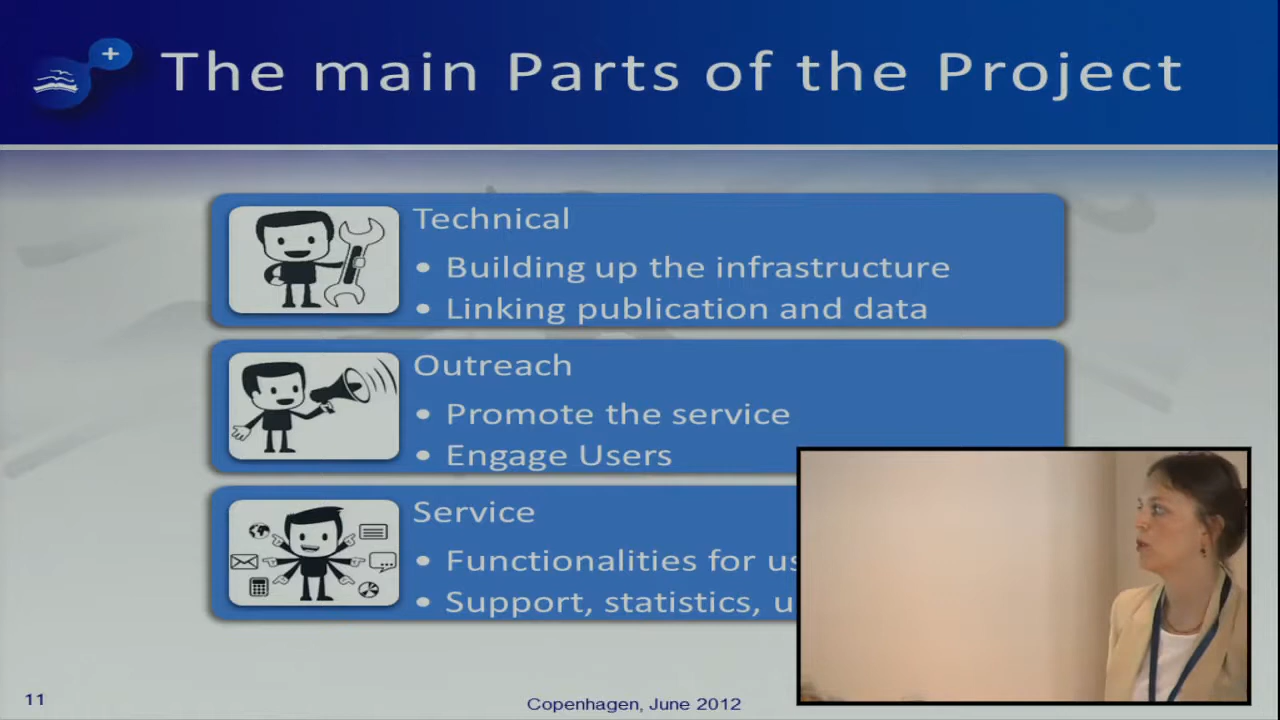 The main Parts of the Project
Technical
• Building up the infrastructure
• Linking publication and data
Outreach
• Promote the service
• Engage Users
Service
• Functionalities for
• Support, statistics,
11
Copenhagen, June 2012